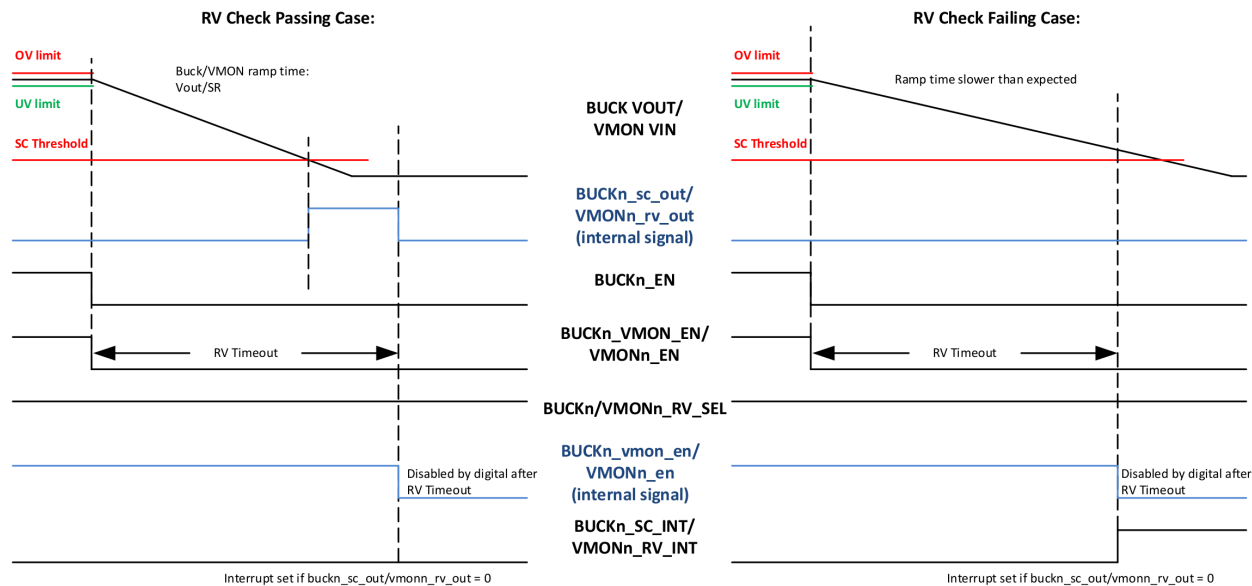 RV Check Passing Case:
RV Check Failing Case:
OV limit
UV limit
SC Threshold
Buck/VMON ramp time:
Vout/SR
BUCK VOUT/
VMON VIN
OV limit
UV limit
SC Threshold
Ramp time slower than expected
BUCKn_sc_out/
VMONn_rv_out
(internal signal)
BUCKn_EN
BUCKn_VMON_EN/
VMONn_EN
RV Timeout
RV Timeout
BUCKn/VMONn_RV_SEL
BUCKn_vmon_en/
VMONn_en
(internal signal)
Disabled by digital after
RV Timeout
Disabled by digital after
RV Timeout
BUCKn_SC_INT/
VMONn_RV_INT
Interrupt set if buckn_sc_out/vmonn_rv_out = 0
Interrupt set if buckn_sc_out/vmonn_rv_out = 0